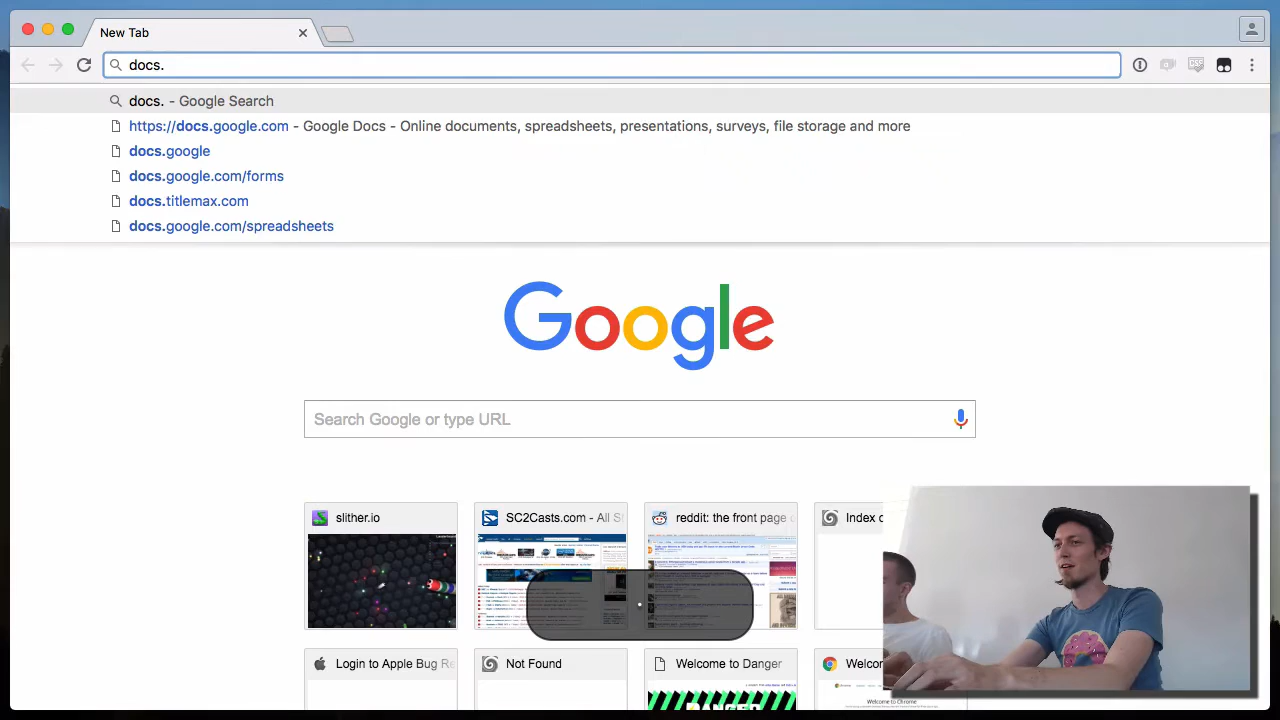 New Tab
docs.
docs. - Google Search
https://docs.google.com - Google Docs - Online documents, spreadsheets, presentations, surveys, file storage and more
docs.google
docs.google.com/forms
docs.titlemax.com
docs.google.com/spreadsheets
Google
Search Google or type URL
slither.io
SC2Casts.com - All St
reddit: the front page
Index
Login to Apple Bug Re
Not Found
Welcome to Danger
Welcome to Chrome